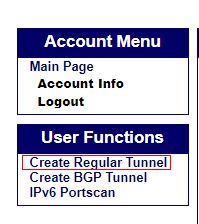 Account Menu
Main Page
Account Info
Logout
User Functions
Create Regular Tunnel
Create BGP Tunnel
IPv6 Portscan